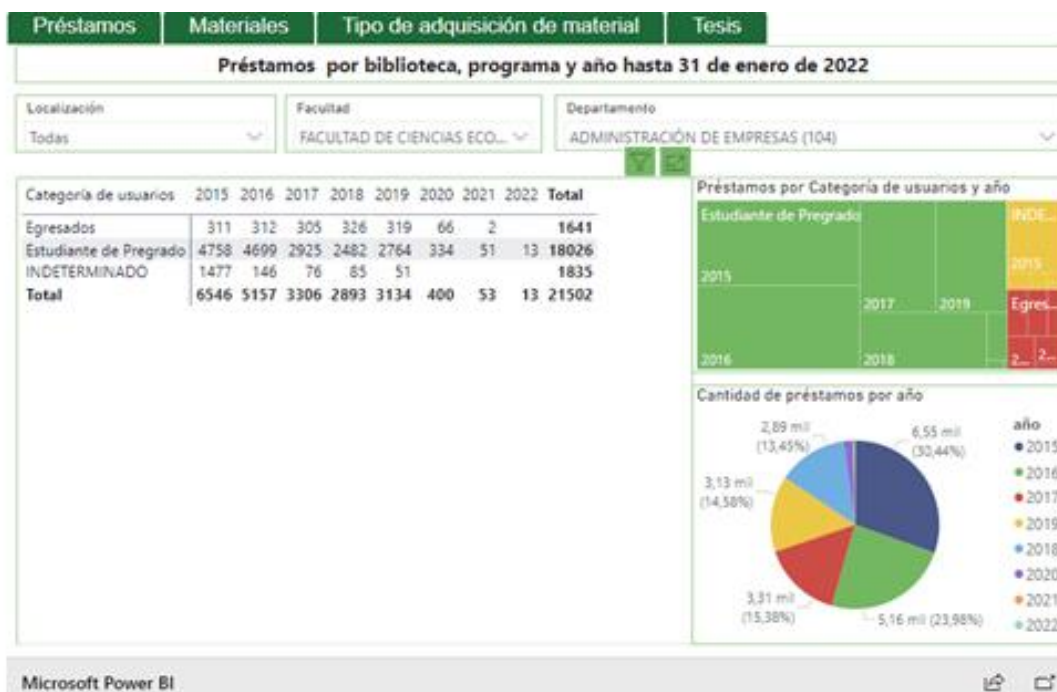 Préstamos Materiales Tipo de adquisición de material Tesis
Préstamos por biblioteca, programa y año hasta 31 de enero de 2022
Localización Facultad Departamento
Todas FACULTAD DE CIENCIAS ECO... ADMINISTRACIÓN DE EMPRESAS (104)
Categoría de usuarios 2015 2016 2017 2018 2019 2020 2021 2022 Total
Egresados 311 312 305 326 319 66 2 1641
Estudiante de Pregrado 4758 4699 2925 2482 2764 334 51 13 18026
INDETERMINADO 1477 146 76 85 51 1835
Total 6546 5157 3306 2893 3134 400 53 13 21502
Préstamos por Categoría de usuarios y año
Estudiante de Pregrado INDE...
2015 2015
2017 2019 Egres...
2016 2018 2... 2...
Cantidad de préstamos por año
2,89 mil
(13,45%)
6,55 mil
(30,44%)
3,13 mil
(14,58%)
3,31 mil
(15,38%)
5,16 mil (23,98%)
año
2015
2016
2017
2019
2018
2020
2021
2022
Microsoft Power BI